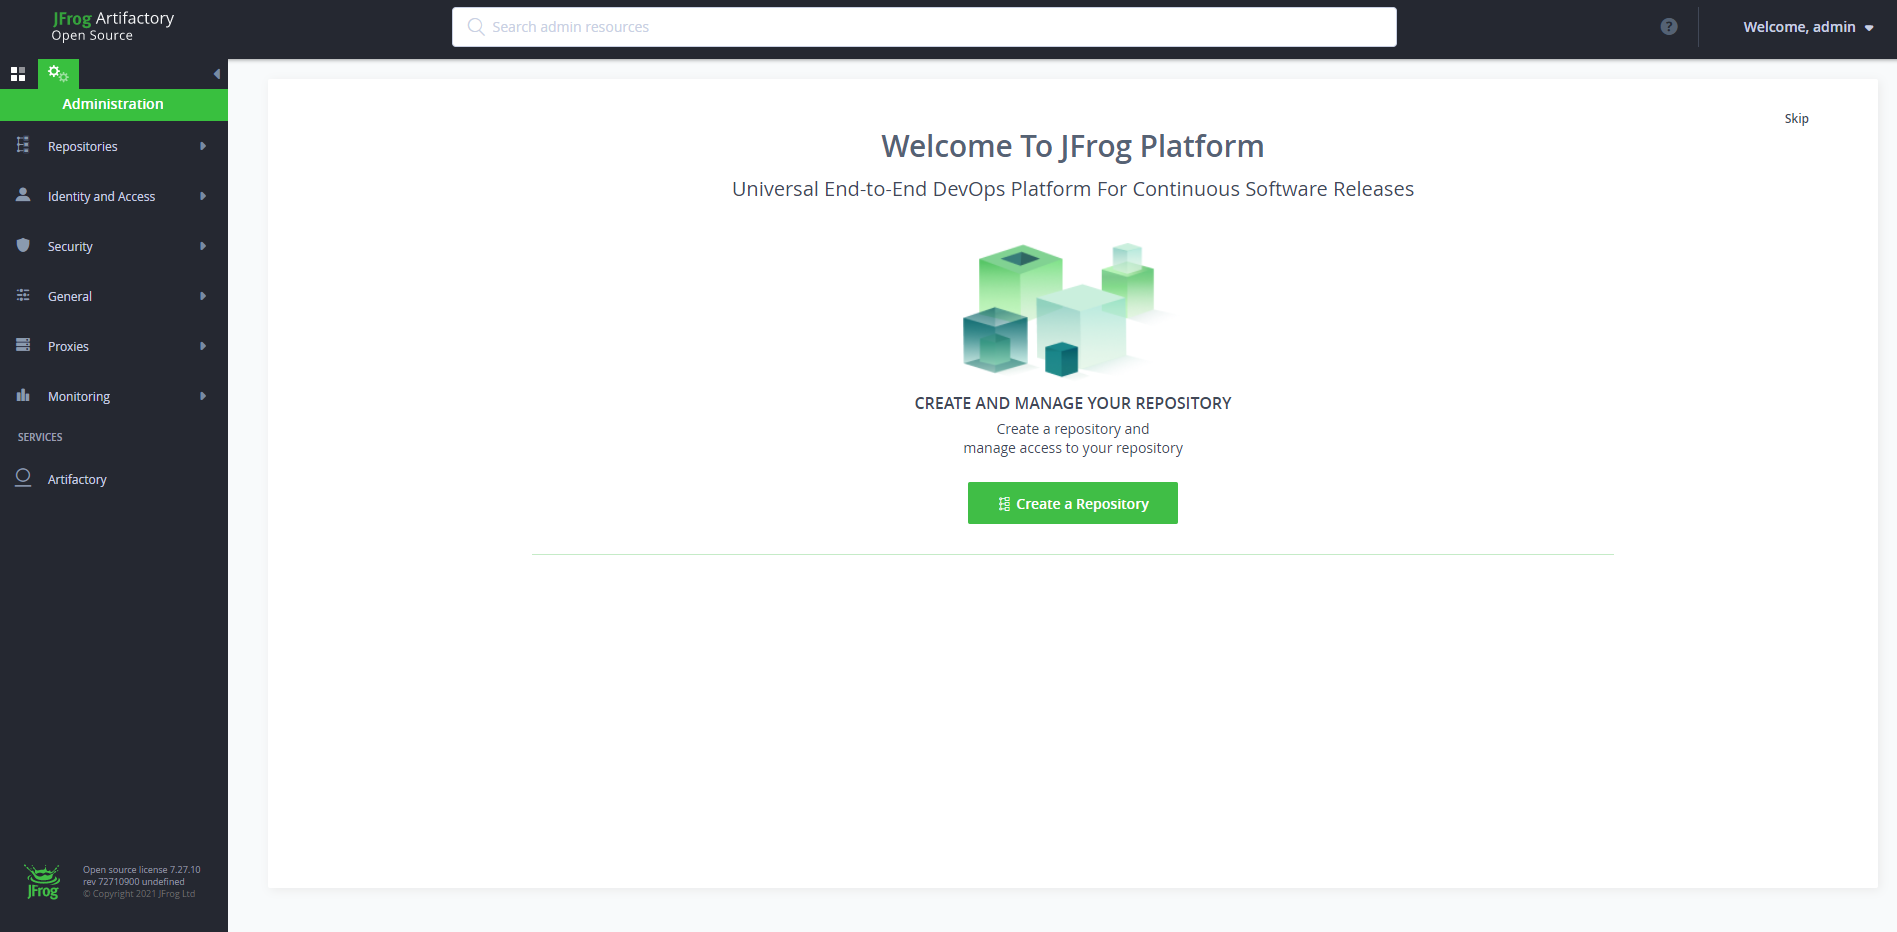 JFrog Artifactory
Open Source
Search admin resources
?
Welcome, admin
Administration
Repositories
Identity and Access
Security
General
Proxies
Monitoring
SERVICES
Artifactory
JFrog
Open source license 7.27.10
rev 72710900 undefined
© Copyright 2021 JFrog Ltd
Skip
Welcome To JFrog Platform
Universal End-to-End DevOps Platform For Continuous Software Releases
CREATE AND MANAGE YOUR REPOSITORY
Create a repository and
manage access to your repository
Create a Repository